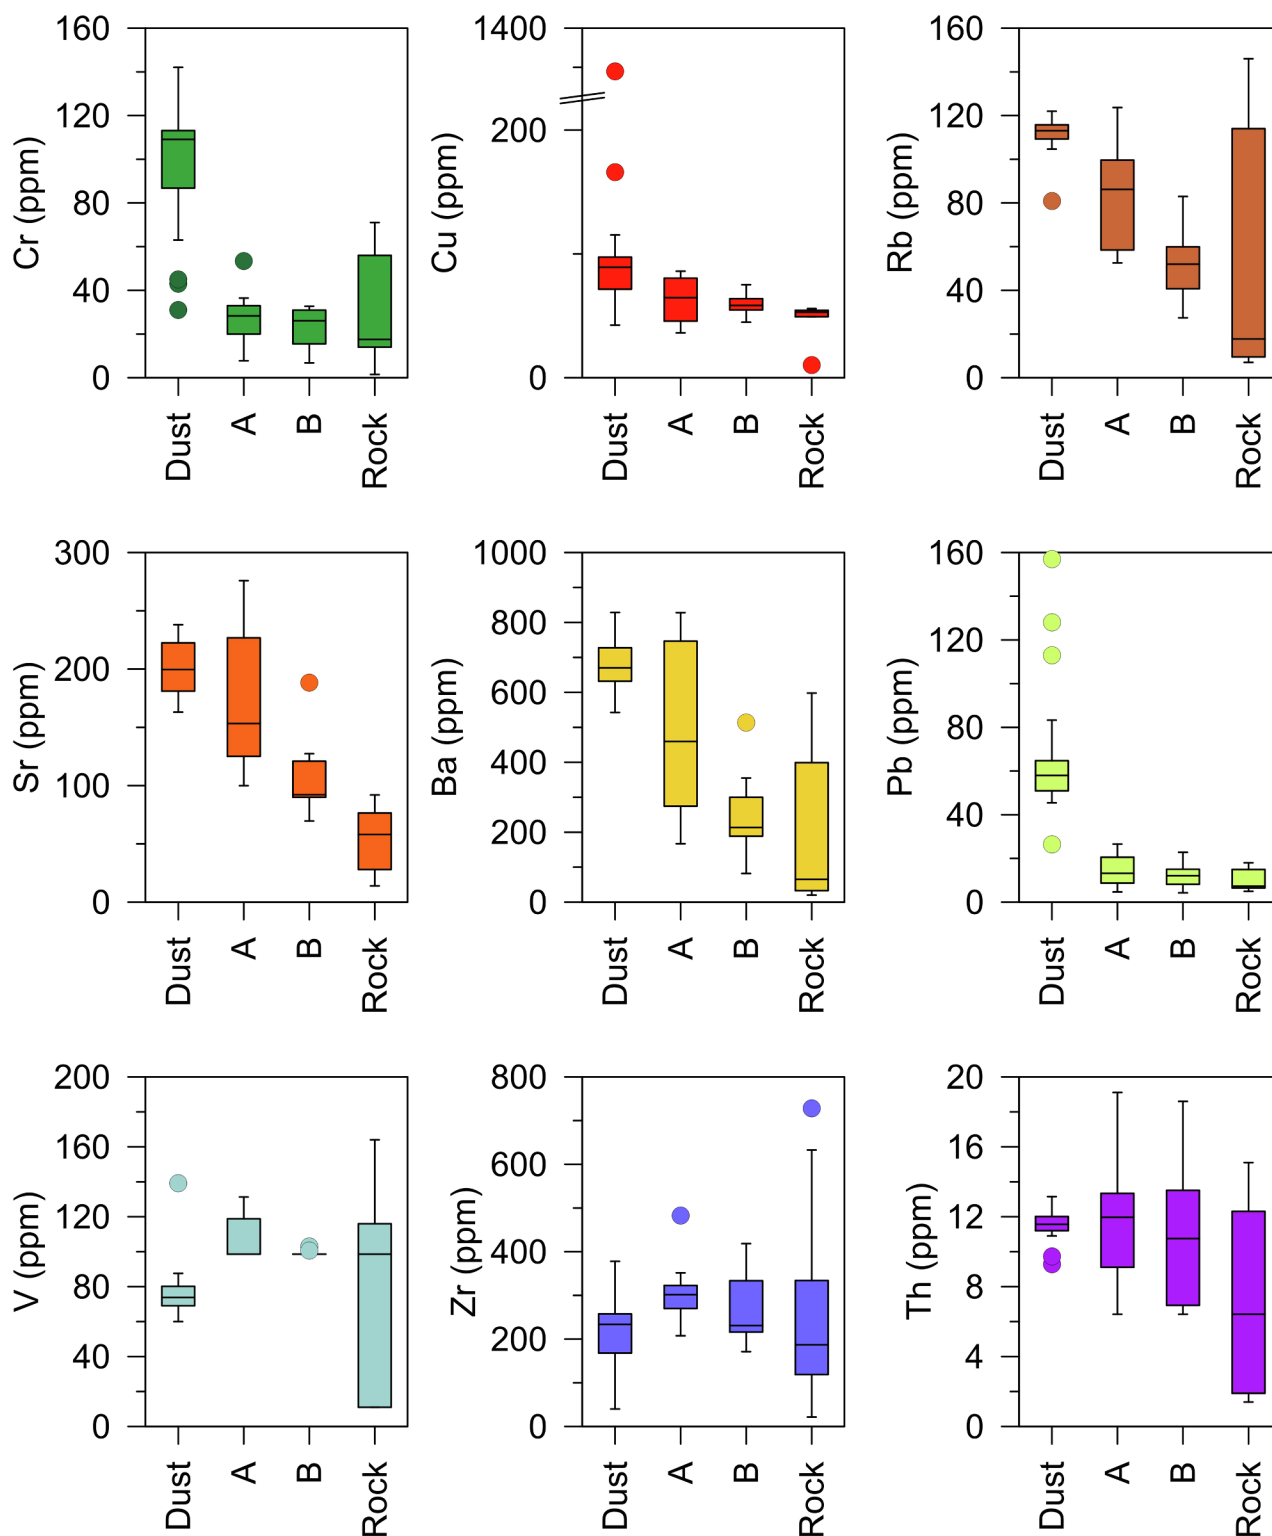 Cr (ppm)
160
120
80
40
0
Dust
A
B
Rock
Cu (ppm)
1400
200
0
Dust
A
B
Rock
Rb (ppm)
160
120
80
40
0
Dust
A
B
Rock
Sr (ppm)
300
200
100
0
Dust
A
B
Rock
Ba (ppm)
1000
800
600
400
200
0
Dust
A
B
Rock
Pb (ppm)
160
120
80
40
0
Dust
A
B
Rock
V (ppm)
200
160
120
80
40
0
Dust
A
B
Rock
Zr (ppm)
800
600
400
200
0
Dust
A
B
Rock
Th (ppm)
20
16
12
8
4
0
Dust
A
B
Rock